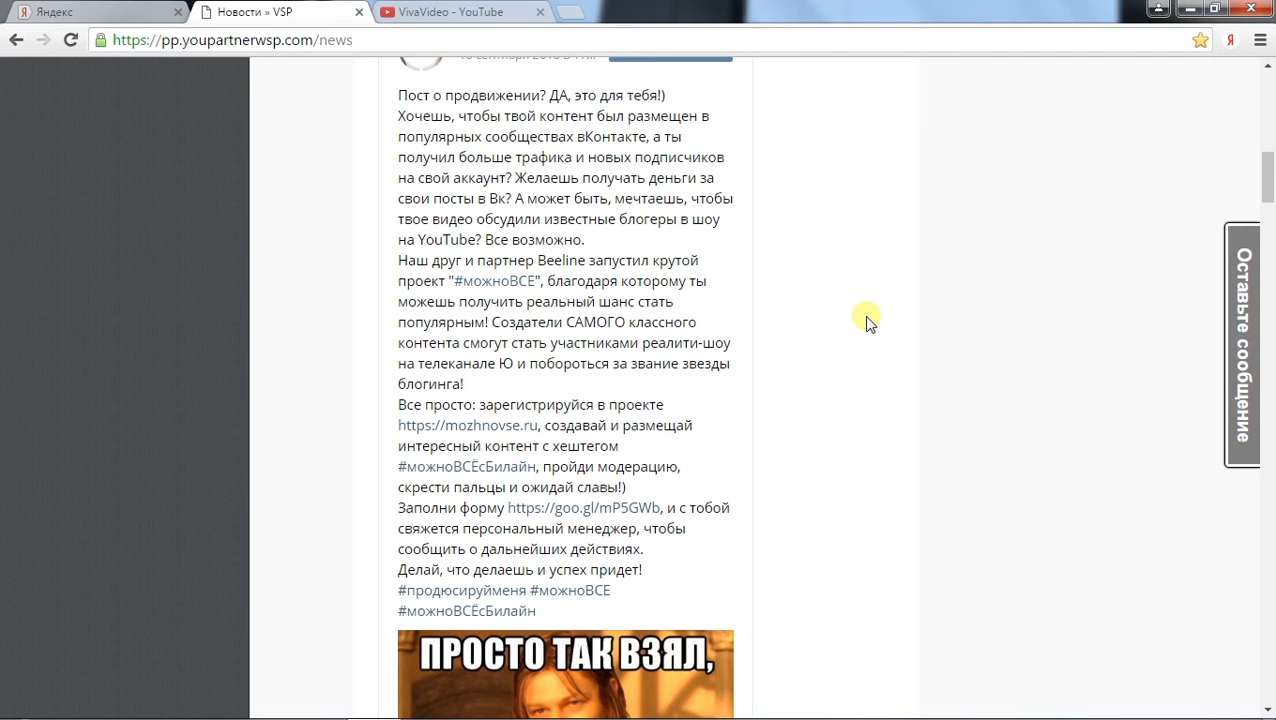 Яндекс
Новости » VSP
VivaVideo - YouTube
https://pp.youpartnerwsp.com/news
Пост о продвижении? ДА, это для тебя!)
Хочешь, чтобы твой контент был размещен в
популярных сообществах вКонтакте, а ты
получил больше трафика и новых подписчиков
на свой аккаунт? Желаешь получать деньги за
свои посты в Вк? А может быть, мечтаешь, чтобы
твое видео обсудили известные блогеры в шоу
на YouTube? Все возможно.
Наш друг и партнер Beeline запустил крутой
проект "#можноВСЕ", благодаря которому ты
можешь получить реальный шанс стать
популярным! Создатели САМОГО классного
контента смогут стать участниками реалити-шоу
на телеканале Ю и побороться за звание звезды
блогинга!
Все просто: зарегистрируйся в проекте
https://mozhnovse.ru, создавай и размещай
интересный контент с хештегом
#можноВСЁсБилайн, пройди модерацию,
скрести пальцы и ожидай славы!)
Заполни форму https://goo.gl/mP5GWb, и с тобой
свяжется персональный менеджер, чтобы
сообщить о дальнейших действиях.
Делай, что делаешь и успех придет!
#продюсируйменя #можноВСЕ
#можноВСЁсБилайн
ПРОСТО ТАК ВЗЯЛ,
Оставьте сообщение